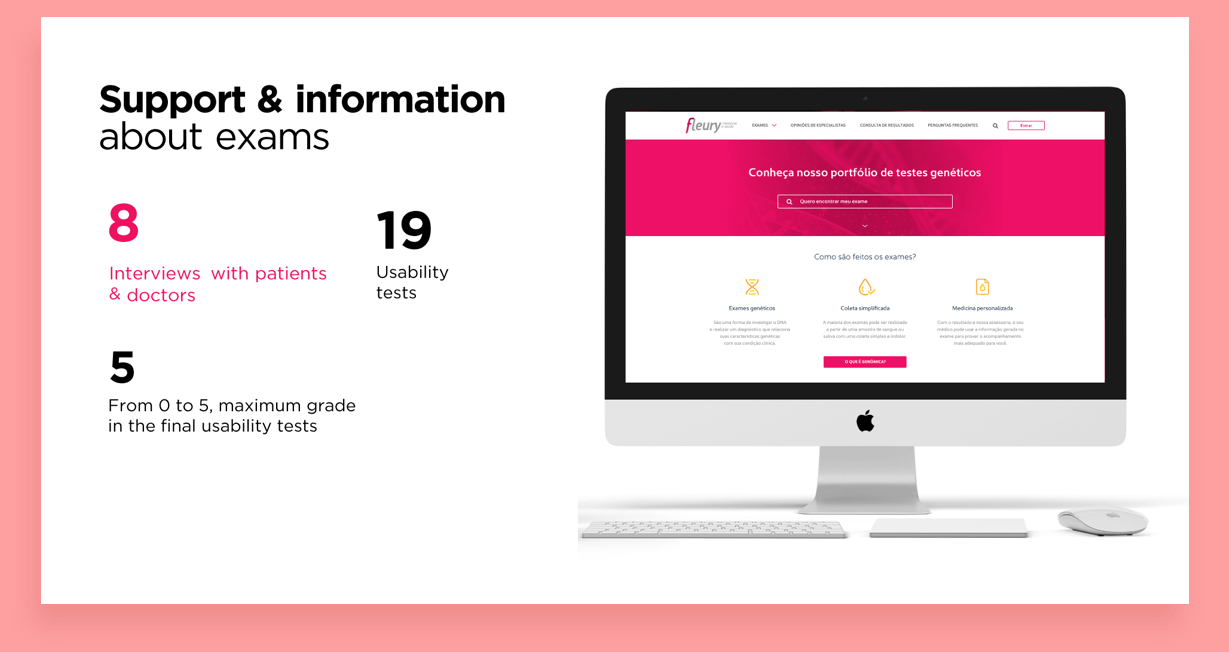 Support & information
about exams
8
Interviews with patients
& doctors
19
Usability
tests
5
From 0 to 5, maximum grade
in the final usability tests
fleury
EXAMES
OPINIÕES DE ESPECIALISTAS
CONSULTA DE RESULTADOS
PERGUNTAS FREQUENTES
Entrar
Conheça nosso portfólio de testes genéticos
Quero encontrar meu exame
Como são feitos os exames?
Exames genéticos
São uma forma de investigar o DNA
e realizar um diagnóstico que relaciona
suas características genéticas
com sua condição clínica.
Coleta simplificada
A maioria dos exames pode ser realizada
a partir de uma amostra de sangue ou
saliva com uma coleta simples e indolor.
Medicina personalizada
Com o resultado e nossa assessoria, o seu
médico pode usar a informação gerada no
exame para prover o acompanhamento
mais adequado para você.
O QUE É GENÔMICA?